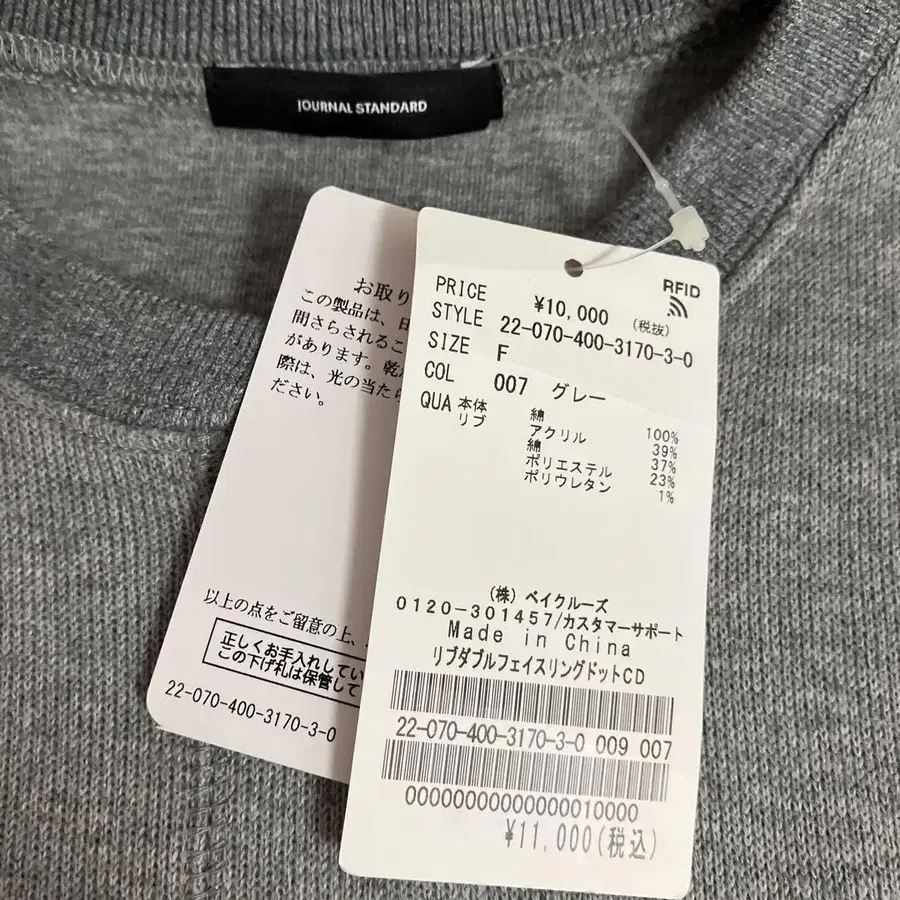 JOURNAL STANDARD
お取り
この製品は、
間さらされるこ
があります。乾
際は、光の当たら
ださい。
以上の点をご留意の上、
正しくお手入れしてい
この下げ札は保管して
22-070-400-3170-3-0
RFID
PRICE ¥10,000 (税抜)
STYLE 22-070-400-3170-3-0
SIZE F
COL 007 グレー
QUA 本体 綿 100%
リブ アクリル 39%
綿 37%
ポリエステル 23%
ポリウレタン 1%
(株) ベイクルーズ
0120-301457/カスタマーサポート
Made in China
リブダブルフェイスリングドットCD
22-070-400-3170-3-0 009 007
00000000000000010000
¥11,000(税込)